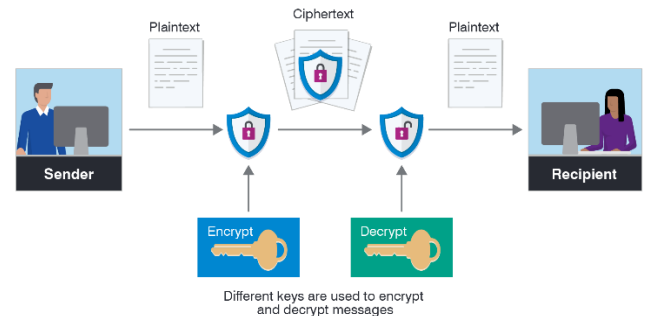 Ciphertext
Plaintext
Plaintext
Sender
Recipient
Encrypt
Decrypt
Different keys are used to encrypt
and decrypt messages